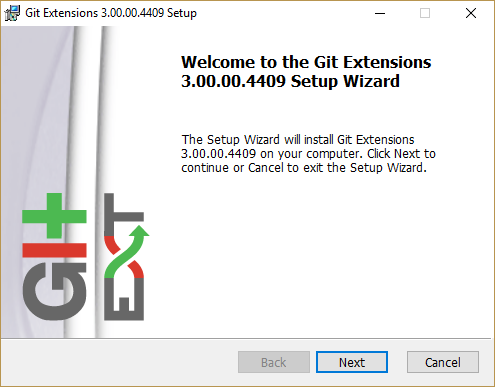 Git Extensions 3.00.00.4409 Setup
Welcome to the Git Extensions
3.00.00.4409 Setup Wizard
The Setup Wizard will install Git Extensions
3.00.00.4409 on your computer. Click Next to
continue or Cancel to exit the Setup Wizard.
GIt
EXT
Back
Next
Cancel